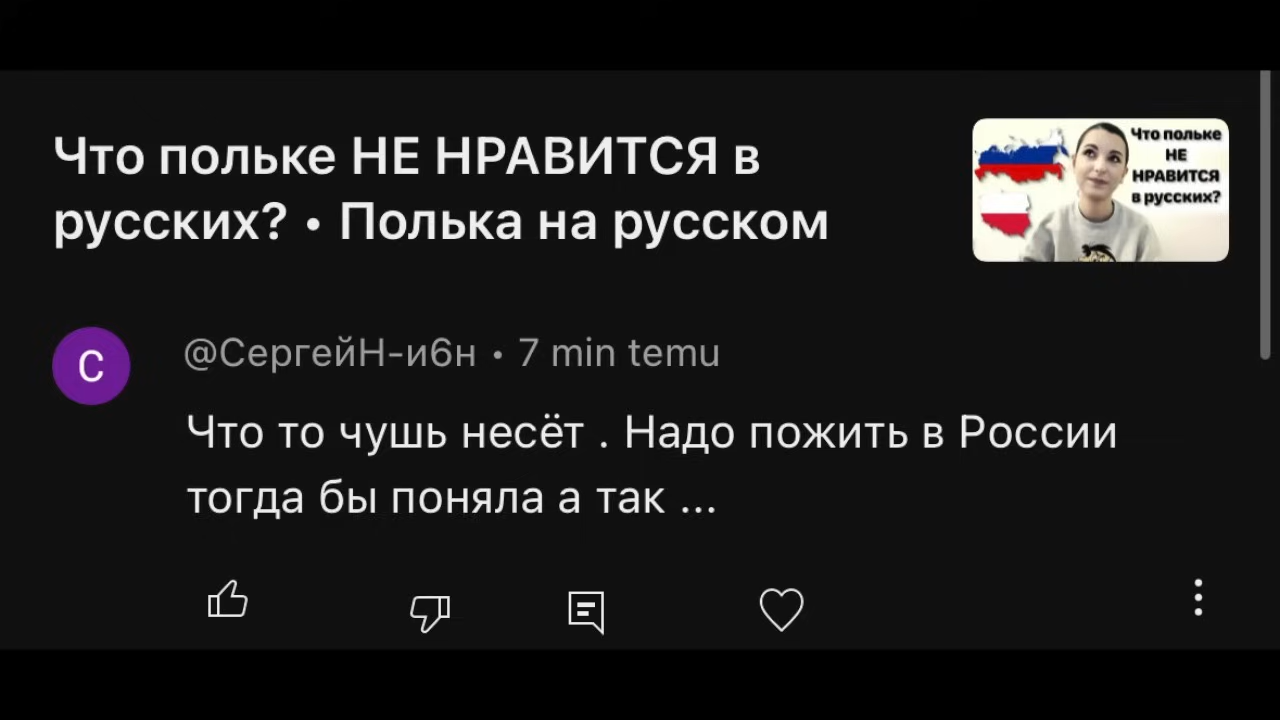 Что польке НЕ НРАВИТСЯ в
русских? • Полька на русском
Что польке
НЕ
НРАВИТСЯ
в русских?
С
@СергейН-и6н • 7 min temu
Что то чушь несёт . Надо пожить в России
тогда бы поняла а так ...